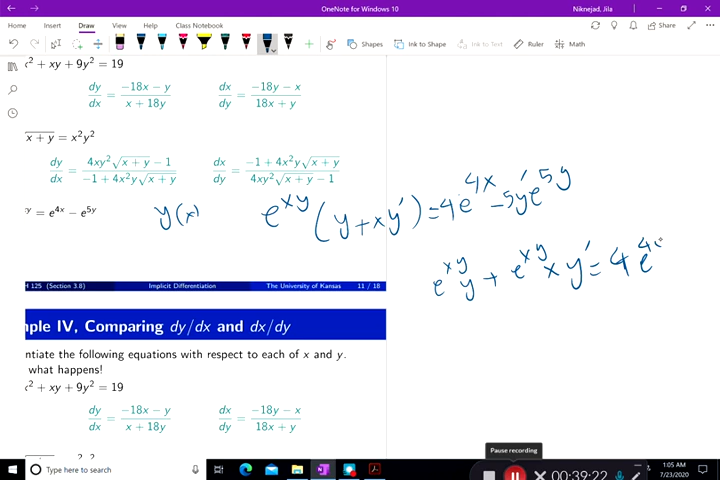 OneNote for Windows 10
Niknejad, Jila
Home Insert Draw View Help Class Notebook
Share
Shapes Ink to Shape Ink to Text Ruler Math
² + xy + 9y² = 19
dy/dx = (−18x − y)/(x + 18y) dx/dy = (−18y − x)/(18x + y)
x + y = x²y²
dy/dx = (4xy²√(x + y) − 1)/(−1 + 4x²y√(x + y)) dx/dy = (−1 + 4x²y√(x + y))/(4xy²√(x + y) − 1)
y = e^4x − e^5y y(x) e^xy (y + xy') = 4e^4x − 5y'e^5y
e^xy y + e^xy x y' = 4e^4x
H 125 (Section 3.8) Implicit Differentiation The University of Kansas 11 / 18
mple IV, Comparing dy/dx and dx/dy
ntiate the following equations with respect to each of x and y.
what happens!
² + xy + 9y² = 19
dy/dx = (−18x − y)/(x + 18y) dx/dy = (−18y − x)/(18x + y)
2 2
Pause recording
Type here to search
00:39:22
1:05 AM
7/23/2020